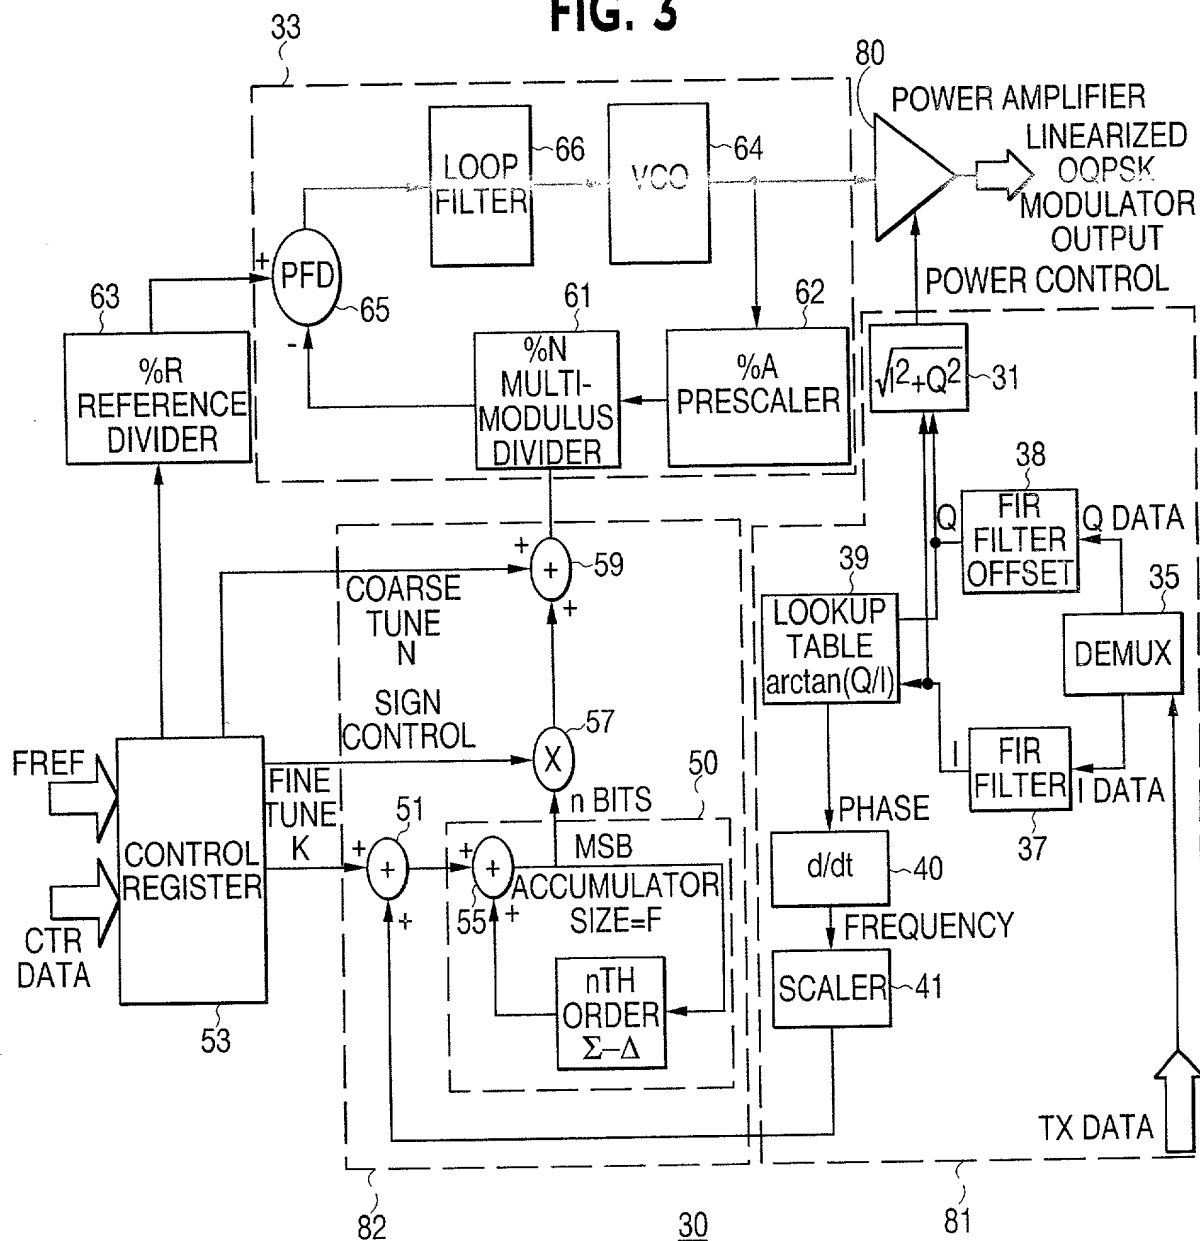 FIG. 3
33
80
POWER AMPLIFIER
LINEARIZED
OQPSK
MODULATOR
OUTPUT
LOOP
FILTER
66
VCO
64
+
PFD
65
-
POWER CONTROL
63
%R
REFERENCE
DIVIDER
61
%N
MULTI-
MODULUS
DIVIDER
62
%A
PRESCALER
√I²+Q²
31
38
Q
FIR
FILTER
OFFSET
Q DATA
39
LOOKUP
TABLE
arctan(Q/I)
35
DEMUX
+
+
59
+
COARSE
TUNE
N
SIGN
CONTROL
57
X
I
FIR
FILTER
I DATA
37
FREF
FINE
TUNE
K
n BITS
50
51
+
+
+
CONTROL
REGISTER
+
+
55
+
MSB
ACCUMULATOR
SIZE=F
PHASE
d/dt
40
FREQUENCY
CTR
DATA
nTH
ORDER
Σ−Δ
SCALER
41
53
TX DATA
82
30
81